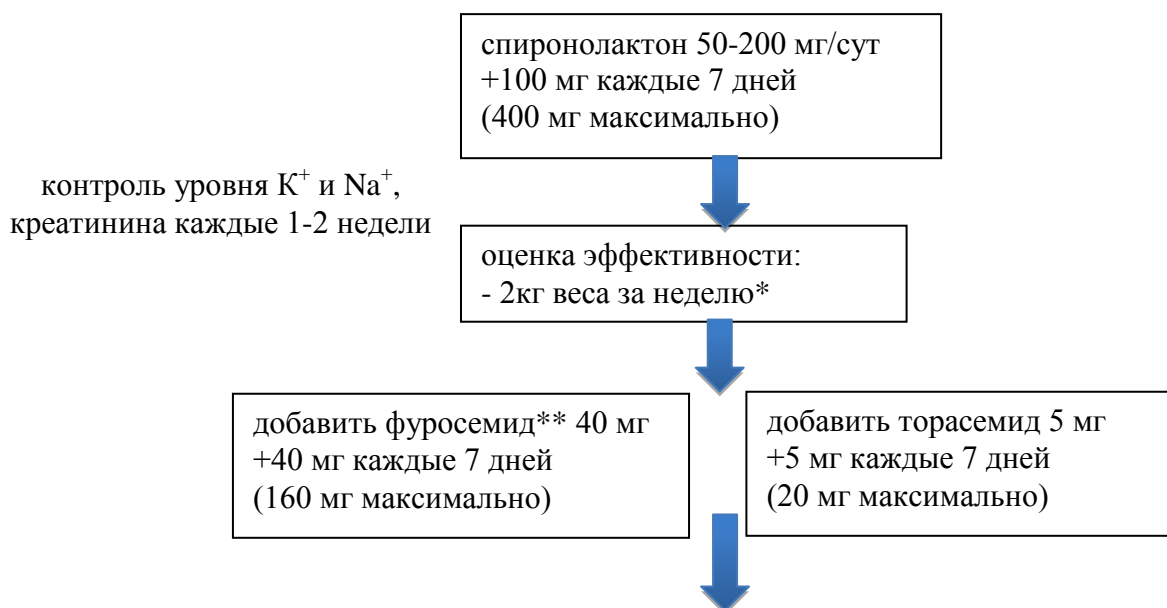 спиронолактон 50-200 мг/сут
+100 мг каждые 7 дней
(400 мг максимально)
контроль уровня K⁺ и Na⁺,
креатинина каждые 1-2 недели
оценка эффективности:
- 2кг веса за неделю*
добавить фуросемид** 40 мг
+40 мг каждые 7 дней
(160 мг максимально)
добавить торасемид 5 мг
+5 мг каждые 7 дней
(20 мг максимально)